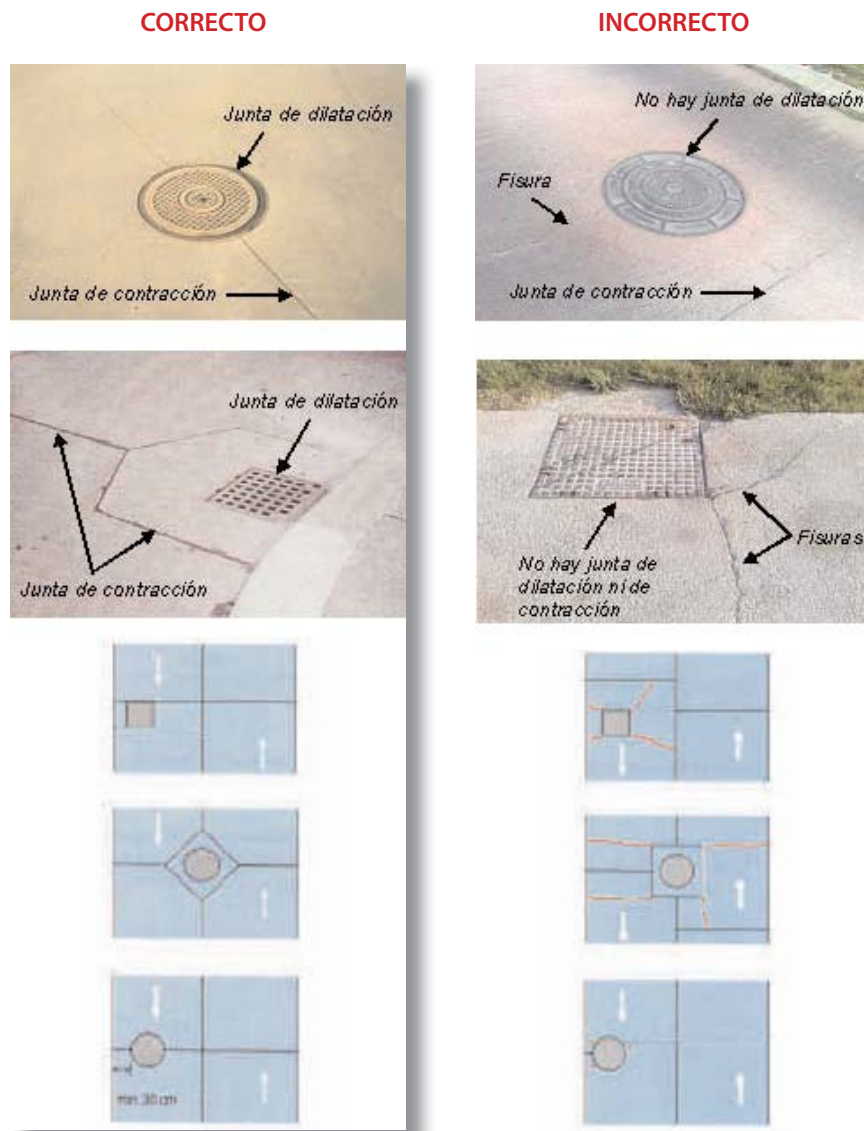 CORRECTO
INCORRECTO
Junta de dilatación
Junta de contracción
No hay junta de dilatación
Fisura
Junta de contracción
Junta de dilatación
Junta de contracción
Fisuras
No hay junta de
dilatación ni de
contracción
min. 30 cm